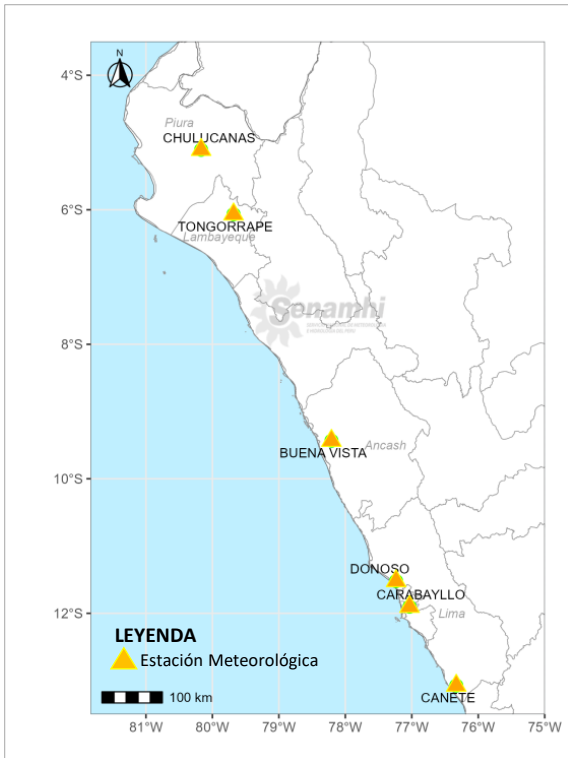 N
4°S
Piura
CHULUCANAS
6°S
TONGORRAPE
Lambayeque
Senamhi
8°S
BUENA VISTA
Ancash
10°S
DONOSO
CARABAYLLO
12°S
Lima
LEYENDA
Estación Meteorológica
100 km
CAÑETE
81°W 80°W 79°W 78°W 77°W 76°W 75°W